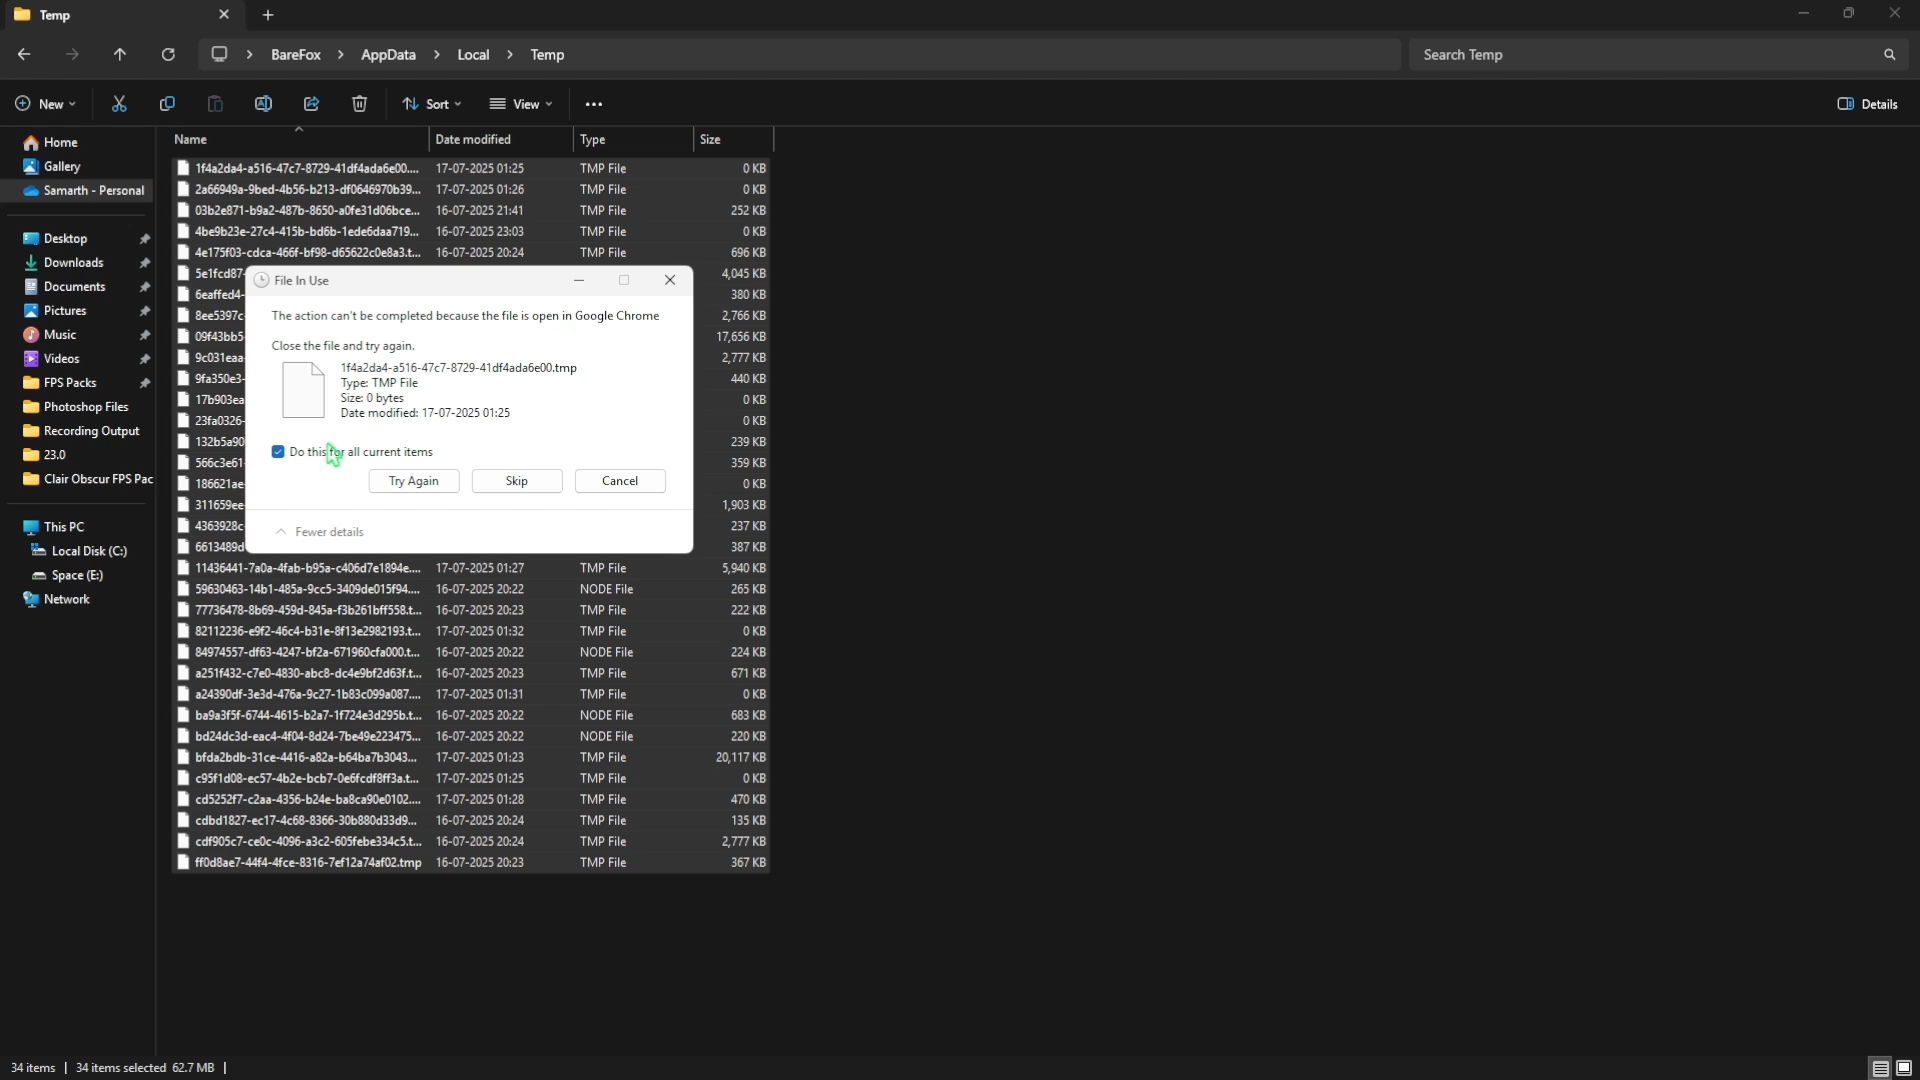 Temp
BareFox > AppData > Local > Temp
Search Temp
New
Sort
View
Details
Home
Gallery
Samarth - Personal
Desktop
Downloads
Documents
Pictures
Music
Videos
FPS Packs
Photoshop Files
Recording Output
23.0
Clair Obscur FPS Pac
This PC
Local Disk (C:)
Space (E:)
Network
Name Date modified Type Size
1f4a2da4-a516-47c7-8729-41df4ada6e00.... 17-07-2025 01:25 TMP File 0 KB
2a66949a-9bed-4b56-b213-df0646970b39... 17-07-2025 01:26 TMP File 0 KB
03b2e871-b9a2-487b-8650-a0fe31d06bce... 16-07-2025 21:41 TMP File 252 KB
4be9b23e-27c4-415b-bd6b-1ede6daa719... 16-07-2025 23:03 TMP File 0 KB
4e175f03-cdca-466f-bf98-d65622c0e8a3.t... 16-07-2025 20:24 TMP File 696 KB
5e1fcd87- 4,045 KB
6eaffed4- 380 KB
8ee5397c 2,766 KB
09f43bb5 17,656 KB
9c031eaa 2,777 KB
9fa350e3- 440 KB
17b903ea 0 KB
23fa0326- 0 KB
132b5a90 239 KB
566c3e61 359 KB
186621ae 0 KB
311659ee 1,903 KB
4363928c 237 KB
6613489d 387 KB
11436441-7a0a-4fab-b95a-c406d7e1894e.... 17-07-2025 01:27 TMP File 5,940 KB
59630463-14b1-485a-9cc5-3409de015f94.... 16-07-2025 20:22 NODE File 265 KB
77736478-8b69-459d-845a-f3b261bff558.t... 16-07-2025 20:23 TMP File 222 KB
82112236-e9f2-46c4-b31e-8f13e2982193.t... 17-07-2025 01:32 TMP File 0 KB
84974557-df63-4247-bf2a-671960cfa000.t... 16-07-2025 20:22 NODE File 224 KB
a251f432-c7e0-4830-abc8-dc4e9bf2d63f.t... 16-07-2025 20:23 TMP File 671 KB
a24390df-3e3d-476a-9c27-1b83c099a087.... 17-07-2025 01:31 TMP File 0 KB
ba9a3f5f-6744-4615-b2a7-1f724e3d295b.t... 16-07-2025 20:22 NODE File 683 KB
bd24dc3d-eac4-4f04-8d24-7be49e223475... 16-07-2025 20:22 NODE File 220 KB
bfda2bdb-31ce-4416-a82a-b64ba7b3043... 17-07-2025 01:23 TMP File 20,117 KB
c95f1d08-ec57-4b2e-bcb7-0e6fcdf8ff3a.t... 17-07-2025 01:25 TMP File 0 KB
cd5252f7-c2aa-4356-b24e-ba8ca90e0102.... 17-07-2025 01:28 TMP File 470 KB
cdbd1827-ec17-4c68-8366-30b880d33d9... 16-07-2025 20:24 TMP File 135 KB
cdf905c7-ce0c-4096-a3c2-605febe334c5.t... 16-07-2025 20:24 TMP File 2,777 KB
ff0d8ae7-44f4-4fce-8316-7ef12a74af02.tmp 16-07-2025 20:23 TMP File 367 KB
File In Use
The action can't be completed because the file is open in Google Chrome
Close the file and try again.
1f4a2da4-a516-47c7-8729-41df4ada6e00.tmp
Type: TMP File
Size: 0 bytes
Date modified: 17-07-2025 01:25
Do this for all current items
Try Again Skip Cancel
Fewer details
34 items | 34 items selected 62.7 MB |